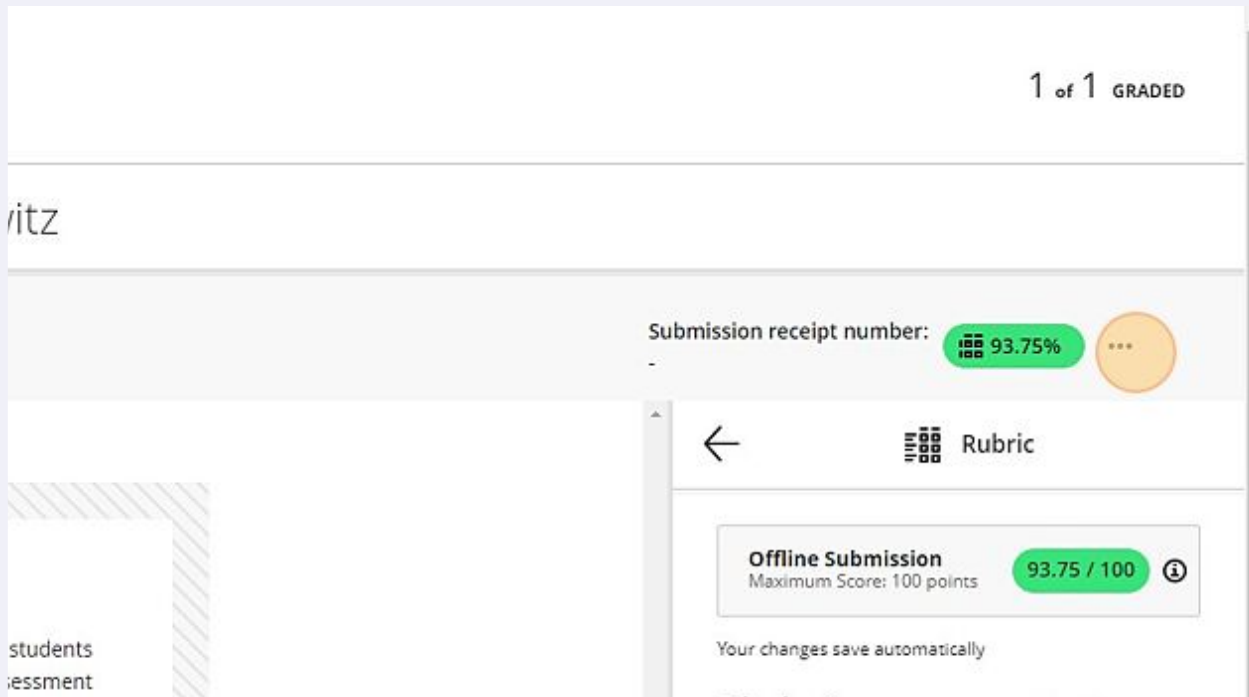 1 of 1 GRADED
itz
Submission receipt number:
-
93.75%
Rubric
Offline Submission
Maximum Score: 100 points
93.75 / 100
Your changes save automatically
students
sessment